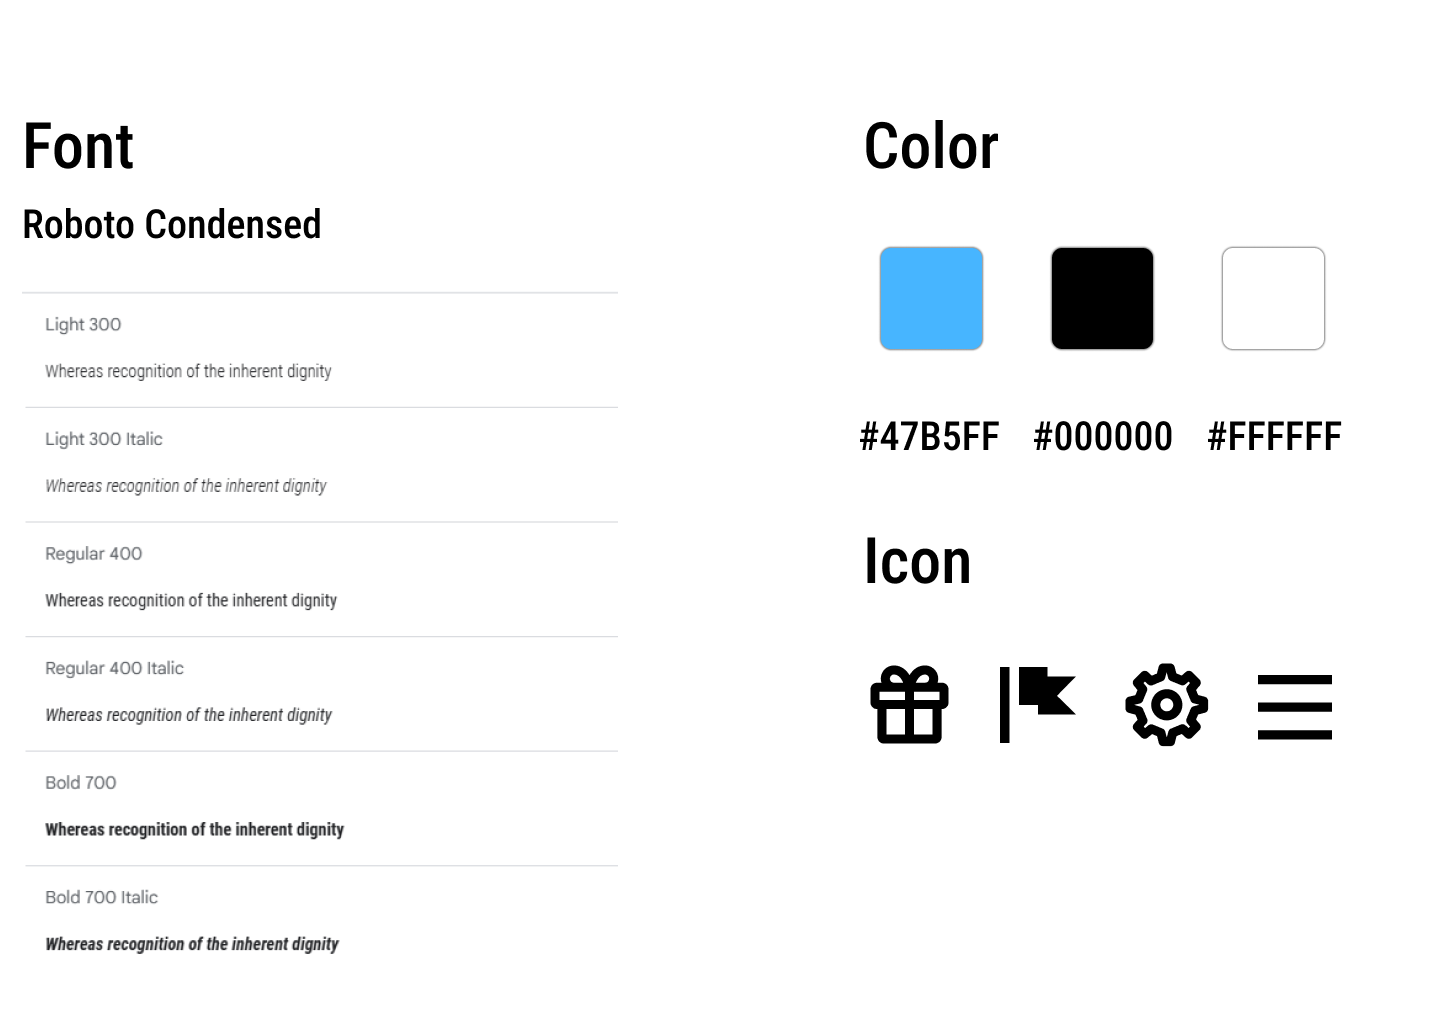 Font
Roboto Condensed
Light 300
Whereas recognition of the inherent dignity
Light 300 Italic
Whereas recognition of the inherent dignity
Regular 400
Whereas recognition of the inherent dignity
Regular 400 Italic
Whereas recognition of the inherent dignity
Bold 700
Whereas recognition of the inherent dignity
Bold 700 Italic
Whereas recognition of the inherent dignity
Color
#47B5FF #000000 #FFFFFF
Icon